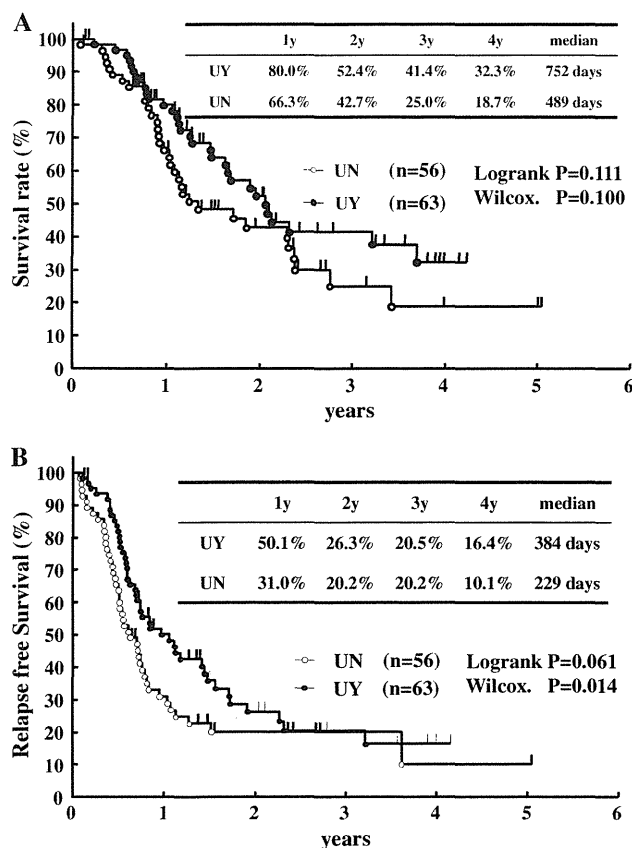 A
1y 2y 3y 4y median
UY 80.0% 52.4% 41.4% 32.3% 752 days
UN 66.3% 42.7% 25.0% 18.7% 489 days
UN (n=56) Logrank P=0.111
UY (n=63) Wilcox. P=0.100
Survival rate (%)
100
90
80
70
60
50
40
30
20
10
0
0 1 2 3 4 5 6
years
B
1y 2y 3y 4y median
UY 50.1% 26.3% 20.5% 16.4% 384 days
UN 31.0% 20.2% 20.2% 10.1% 229 days
UN (n=56) Logrank P=0.061
UY (n=63) Wilcox. P=0.014
Relapse free Survival (%)
100
90
80
70
60
50
40
30
20
10
0
0 1 2 3 4 5 6
years